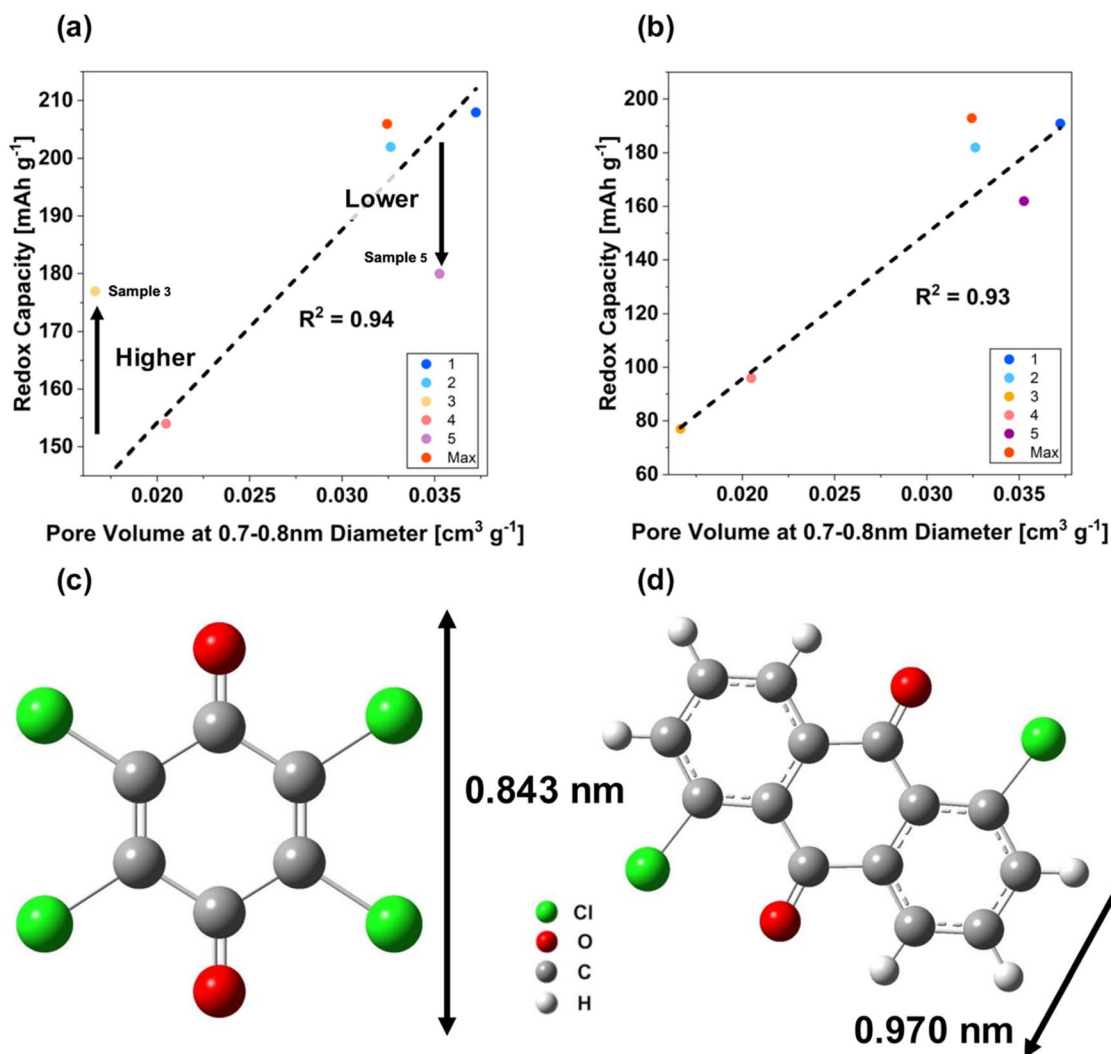 (a)
Redox Capacity [mAh g⁻¹]
210
200
190
180
170
160
150
Lower
Sample 5
Sample 3
Higher
R² = 0.94
1
2
3
4
5
Max
0.020
0.025
0.030
0.035
Pore Volume at 0.7-0.8nm Diameter [cm³ g⁻¹]
(b)
Redox Capacity [mAh g⁻¹]
200
180
160
140
120
100
80
60
R² = 0.93
1
2
3
4
5
Max
0.020
0.025
0.030
0.035
Pore Volume at 0.7-0.8nm Diameter [cm³ g⁻¹]
(c)
0.843 nm
(d)
Cl
O
C
H
0.970 nm